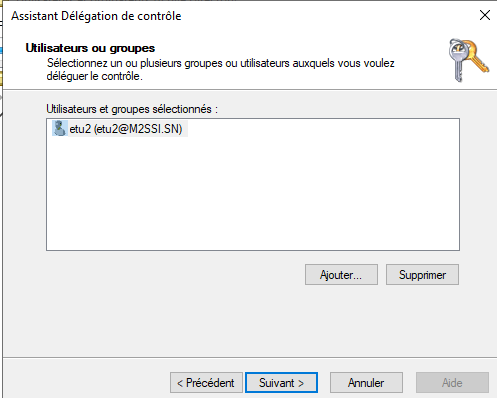 Assistant Délégation de contrôle
Utilisateurs ou groupes
Sélectionnez un ou plusieurs groupes ou utilisateurs auxquels vous voulez
déléguer le contrôle.
Utilisateurs et groupes sélectionnés :
etu2 (etu2@M2SSI.SN)
Ajouter... Supprimer
< Précédent Suivant > Annuler Aide